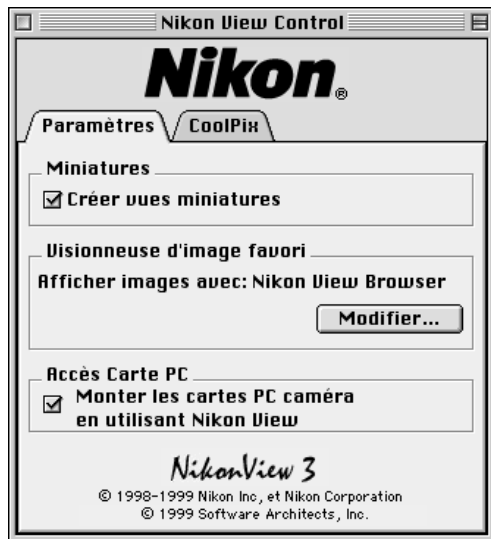 Nikon View Control
Nikon®
Paramètres CoolPix
Miniatures
Créer vues miniatures
Visionneuse d'image favori
Afficher images avec: Nikon View Browser
Modifier...
Accès Carte PC
Monter les cartes PC caméra
en utilisant Nikon View
NikonView 3
© 1998-1999 Nikon Inc, et Nikon Corporation
© 1999 Software Architects, Inc.